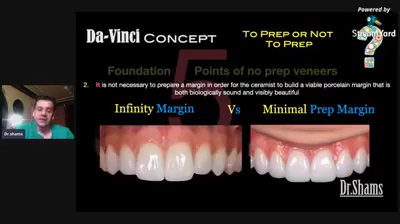 Powered by
StreamYard
Da-Vinci CONCEPT
TO PREP OR NOT
TO PREP
?
5
Foundation Points of no prep veneers
2. It is not necessary to prepare a margin in order for the ceramist to build a viable porcelain margin that is
both biologically sound and visibly beautiful
Infinity Margin Vs Minimal Prep Margin
Dr.shams
Dr.Shams